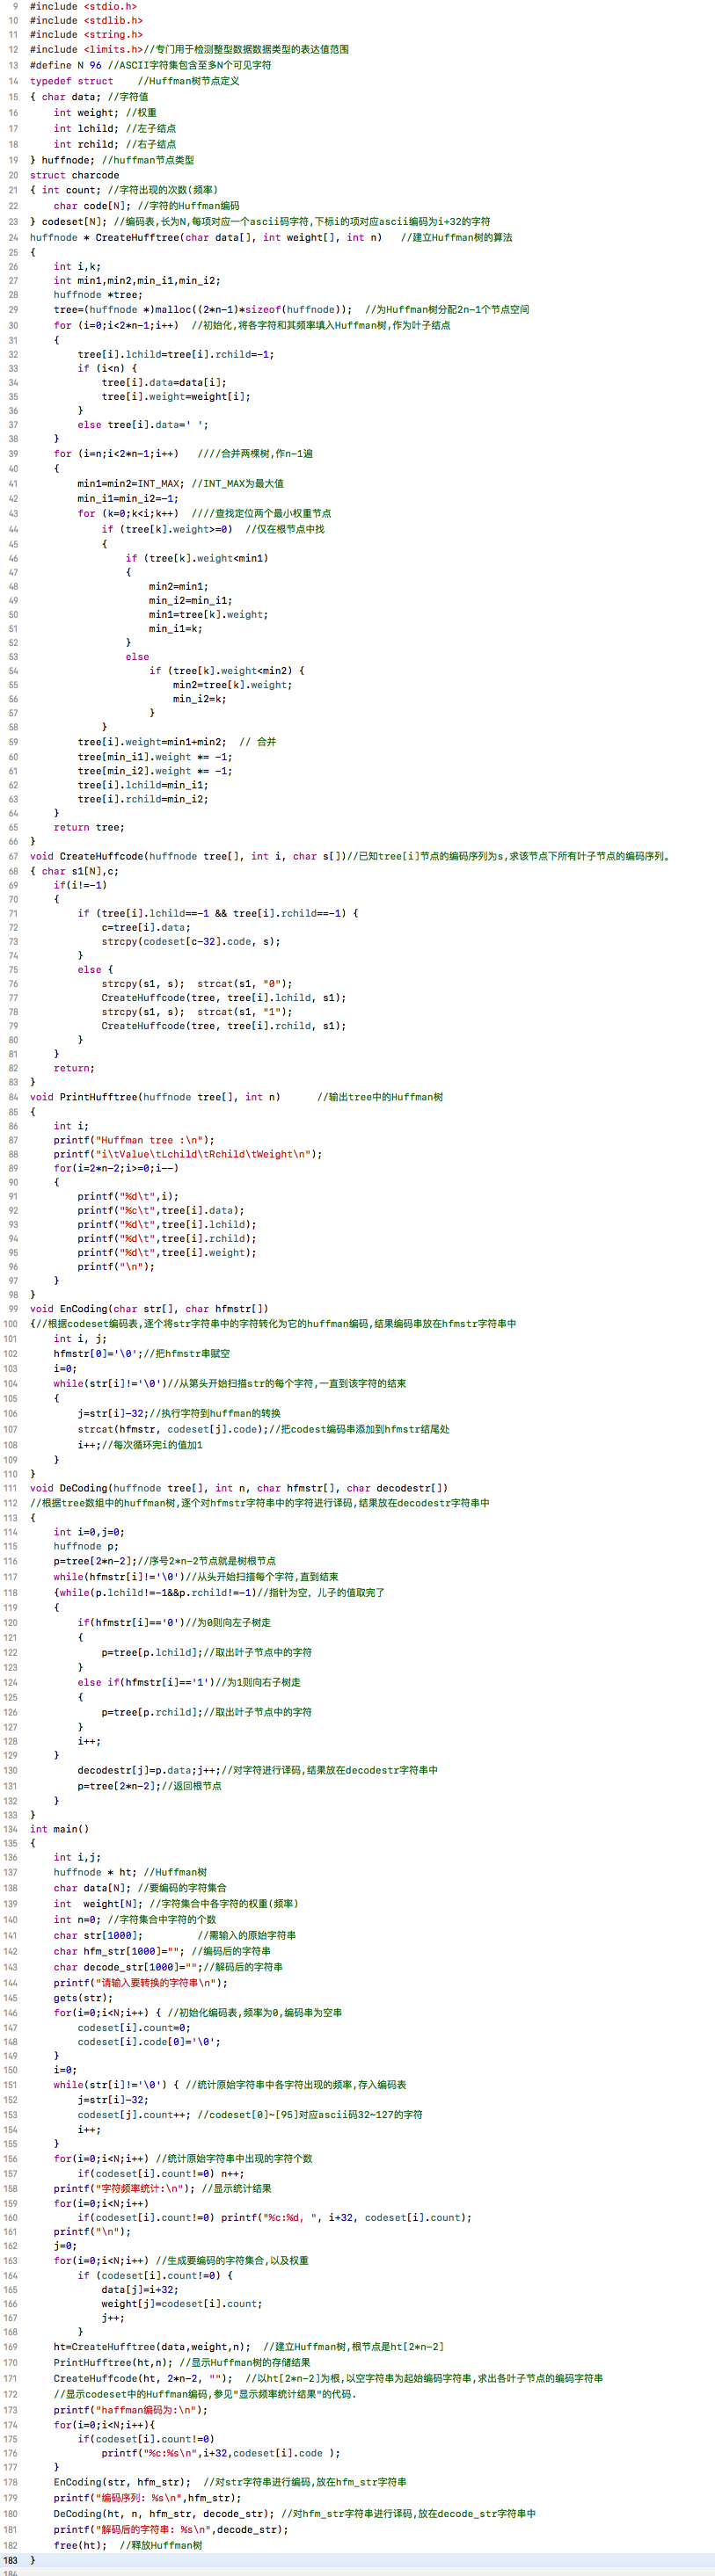 9 #include <stdio.h>
10 #include <stdlib.h>
11 #include <string.h>
12 #include <limits.h>//专门用于检测整型数据数据类型的表达值范围
13 #define N 96 //ASCII字符集包含至多N个可见字符
14 typedef struct    //Huffman树节点定义
15 { char data; //字符值
16     int weight; //权重
17     int lchild; //左子结点
18     int rchild; //右子结点
19 } huffnode; //huffman节点类型
20 struct charcode
21 { int count; //字符出现的次数(频率)
22     char code[N]; //字符的Huffman编码
23 } codeset[N]; //编码表,长为N,每项对应一个ascii码字符,下标i的项对应ascii编码为i+32的字符
24 huffnode * CreateHufftree(char data[], int weight[], int n)   //建立Huffman树的算法
25 {
26     int i,k;
27     int min1,min2,min_i1,min_i2;
28     huffnode *tree;
29     tree=(huffnode *)malloc((2*n-1)*sizeof(huffnode));  //为Huffman树分配2n-1个节点空间
30     for (i=0;i<2*n-1;i++)  //初始化,将各字符和其频率填入Huffman树,作为叶子结点
31     {
32         tree[i].lchild=tree[i].rchild=-1;
33         if (i<n) {
34             tree[i].data=data[i];
35             tree[i].weight=weight[i];
36         }
37         else tree[i].data=' ';
38     }
39     for (i=n;i<2*n-1;i++)   ////合并两棵树,作n-1遍
40     {
41         min1=min2=INT_MAX; //INT_MAX为最大值
42         min_i1=min_i2=-1;
43         for (k=0;k<i;k++)  ////查找定位两个最小权重节点
44             if (tree[k].weight>=0)  //仅在根节点中找
45             {
46                 if (tree[k].weight<min1)
47                 {
48                     min2=min1;
49                     min_i2=min_i1;
50                     min1=tree[k].weight;
51                     min_i1=k;
52                 }
53                 else
54                     if (tree[k].weight<min2) {
55                         min2=tree[k].weight;
56                         min_i2=k;
57                     }
58             }
59         tree[i].weight=min1+min2;  // 合并
60         tree[min_i1].weight *= -1;
61         tree[min_i2].weight *= -1;
62         tree[i].lchild=min_i1;
63         tree[i].rchild=min_i2;
64     }
65     return tree;
66 }
67 void CreateHuffcode(huffnode tree[], int i, char s[])//已知tree[i]节点的编码序列为s,求该节点下所有叶子节点的编码序列。
68 { char s1[N],c;
69     if(i!=-1)
70     {
71         if (tree[i].lchild==-1 && tree[i].rchild==-1) {
72             c=tree[i].data;
73             strcpy(codeset[c-32].code, s);
74         }
75         else {
76             strcpy(s1, s);  strcat(s1, "0");
77             CreateHuffcode(tree, tree[i].lchild, s1);
78             strcpy(s1, s);  strcat(s1, "1");
79             CreateHuffcode(tree, tree[i].rchild, s1);
80         }
81     }
82     return;
83 }
84 void PrintHufftree(huffnode tree[], int n)      //输出tree中的Huffman树
85 {
86     int i;
87     printf("Huffman tree :\n");
88     printf("i\tValue\tLchild\tRchild\tWeight\n");
89     for(i=2*n-2;i>=0;i--)
90     {
91         printf("%d\t",i);
92         printf("%c\t",tree[i].data);
93         printf("%d\t",tree[i].lchild);
94         printf("%d\t",tree[i].rchild);
95         printf("%d\t",tree[i].weight);
96         printf("\n");
97     }
98 }
99 void EnCoding(char str[], char hfmstr[])
100 {//根据codeset编码表,逐个将str字符串中的字符转化为它的huffman编码,结果编码串放在hfmstr字符串中
101     int i, j;
102     hfmstr[0]='\0';//把hfmstr串赋空
103     i=0;
104     while(str[i]!='\0')//从第头开始扫描str的每个字符,一直到该字符的结束
105     {
106         j=str[i]-32;//执行字符到huffman的转换
107         strcat(hfmstr, codeset[j].code);//把codest编码串添加到hfmstr结尾处
108         i++;//每次循环完i的值加1
109     }
110 }
111 void DeCoding(huffnode tree[], int n, char hfmstr[], char decodestr[])
112 //根据tree数组中的huffman树,逐个对hfmstr字符串中的字符进行译码,结果放在decodestr字符串中
113 {
114     int i=0,j=0;
115     huffnode p;
116     p=tree[2*n-2];//序号2*n-2节点就是树根节点
117     while(hfmstr[i]!='\0')//从头开始扫描每个字符,直到结束
118     {while(p.lchild!=-1&&p.rchild!=-1)//指针为空, 儿子的值取完了
119     {
120         if(hfmstr[i]=='0')//为0则向左子树走
121         {
122             p=tree[p.lchild];//取出叶子节点中的字符
123         }
124         else if(hfmstr[i]=='1')//为1则向右子树走
125         {
126             p=tree[p.rchild];//取出叶子节点中的字符
127         }
128         i++;
129     }
130         decodestr[j]=p.data;j++;//对字符进行译码,结果放在decodestr字符串中
131         p=tree[2*n-2];//返回根节点
132     }
133 }
134 int main()
135 {
136     int i,j;
137     huffnode * ht; //Huffman树
138     char data[N]; //要编码的字符集合
139     int  weight[N]; //字符集合中各字符的权重(频率)
140     int n=0; //字符集合中字符的个数
141     char str[1000];         //需输入的原始字符串
142     char hfm_str[1000]=""; //编码后的字符串
143     char decode_str[1000]="";//解码后的字符串
144     printf("请输入要转换的字符串\n");
145     gets(str);
146     for(i=0;i<N;i++) { //初始化编码表,频率为0,编码串为空串
147         codeset[i].count=0;
148         codeset[i].code[0]='\0';
149     }
150     i=0;
151     while(str[i]!='\0') { //统计原始字符串中各字符出现的频率,存入编码表
152         j=str[i]-32;
153         codeset[j].count++; //codeset[0]~[95]对应ascii码32~127的字符
154         i++;
155     }
156     for(i=0;i<N;i++) //统计原始字符串中出现的字符个数
157         if(codeset[i].count!=0) n++;
158     printf("字符频率统计:\n"); //显示统计结果
159     for(i=0;i<N;i++)
160         if(codeset[i].count!=0) printf("%c:%d, ", i+32, codeset[i].count);
161     printf("\n");
162     j=0;
163     for(i=0;i<N;i++) //生成要编码的字符集合,以及权重
164         if (codeset[i].count!=0) {
165             data[j]=i+32;
166             weight[j]=codeset[i].count;
167             j++;
168         }
169     ht=CreateHufftree(data,weight,n);  //建立Huffman树,根节点是ht[2*n-2]
170     PrintHufftree(ht,n); //显示Huffman树的存储结果
171     CreateHuffcode(ht, 2*n-2, "");  //以ht[2*n-2]为根,以空字符串为起始编码字符串,求出各叶子节点的编码字符串
172     //显示codeset中的Huffman编码,参见"显示频率统计结果"的代码.
173     printf("haffman编码为:\n");
174     for(i=0;i<N;i++){
175         if(codeset[i].count!=0)
176             printf("%c:%s\n",i+32,codeset[i].code );
177     }
178     EnCoding(str, hfm_str);  //对str字符串进行编码,放在hfm_str字符串
179     printf("编码序列: %s\n",hfm_str);
180     DeCoding(ht, n, hfm_str, decode_str); //对hfm_str字符串进行译码,放在decode_str字符串中
181     printf("解码后的字符串: %s\n",decode_str);
182     free(ht);  //释放Huffman树
183 }
184